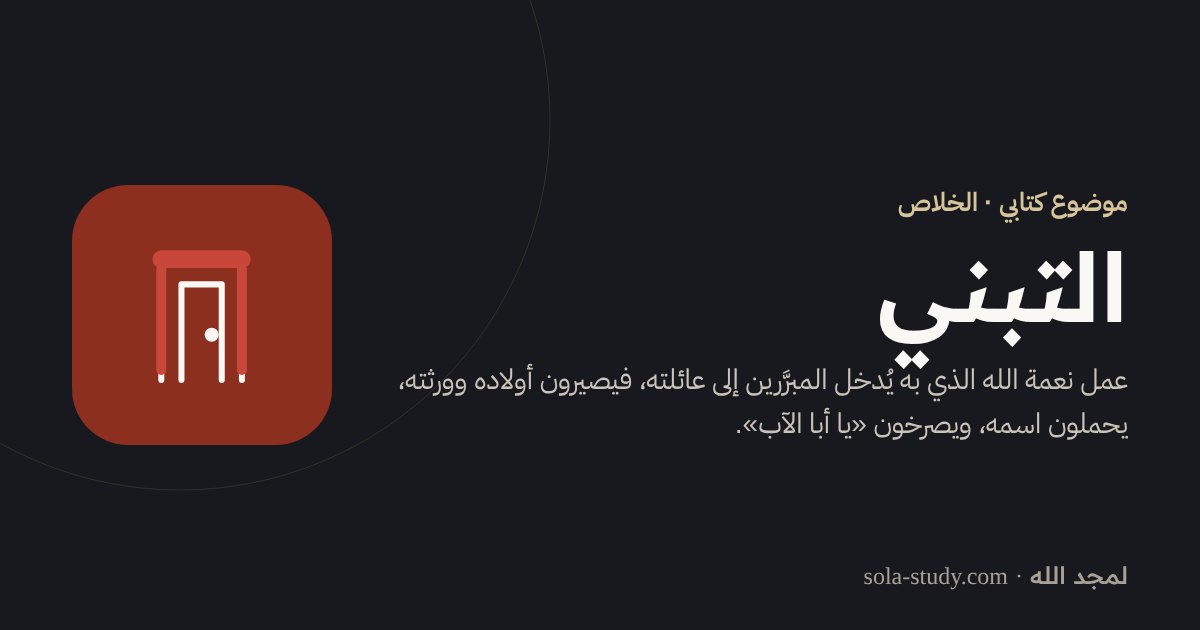 موضوع كتابي · الخلاص
التبني
عمل نعمة الله الذي به يُدخل المبرَّرين إلى عائلته، فيصيرون أولاده وورثته،
يحملون اسمه، ويصرخون «يا أبا الآب».
لمجد الله · sola-study.com